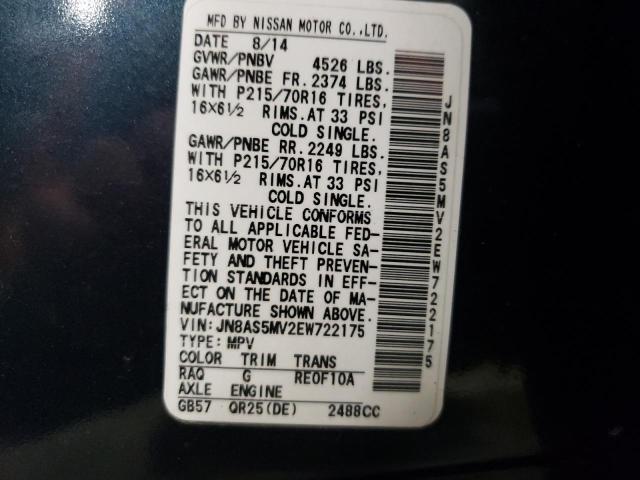 MFD BY NISSAN MOTOR CO.,LTD.
DATE 8/14
GVWR/PNBV 4526 LBS.
GAWR/PNBE FR. 2374 LBS.
WITH P215/70R16 TIRES,
16X6½ RIMS.AT 33 PSI
COLD SINGLE.
GAWR/PNBE RR. 2249 LBS.
WITH P215/70R16 TIRES,
16X6½ RIMS.AT 33 PSI
COLD SINGLE.
THIS VEHICLE CONFORMS
TO ALL APPLICABLE FED-
ERAL MOTOR VEHICLE SA-
FETY AND THEFT PREVEN-
TION STANDARDS IN EFF-
ECT ON THE DATE OF MA-
NUFACTURE SHOWN ABOVE.
VIN: JN8AS5MV2EW722175
TYPE: MPV
COLOR TRIM TRANS
RAQ G RE0F10A
AXLE ENGINE
GB57 QR25(DE) 2488CC
JN8AS5MV2EW722175